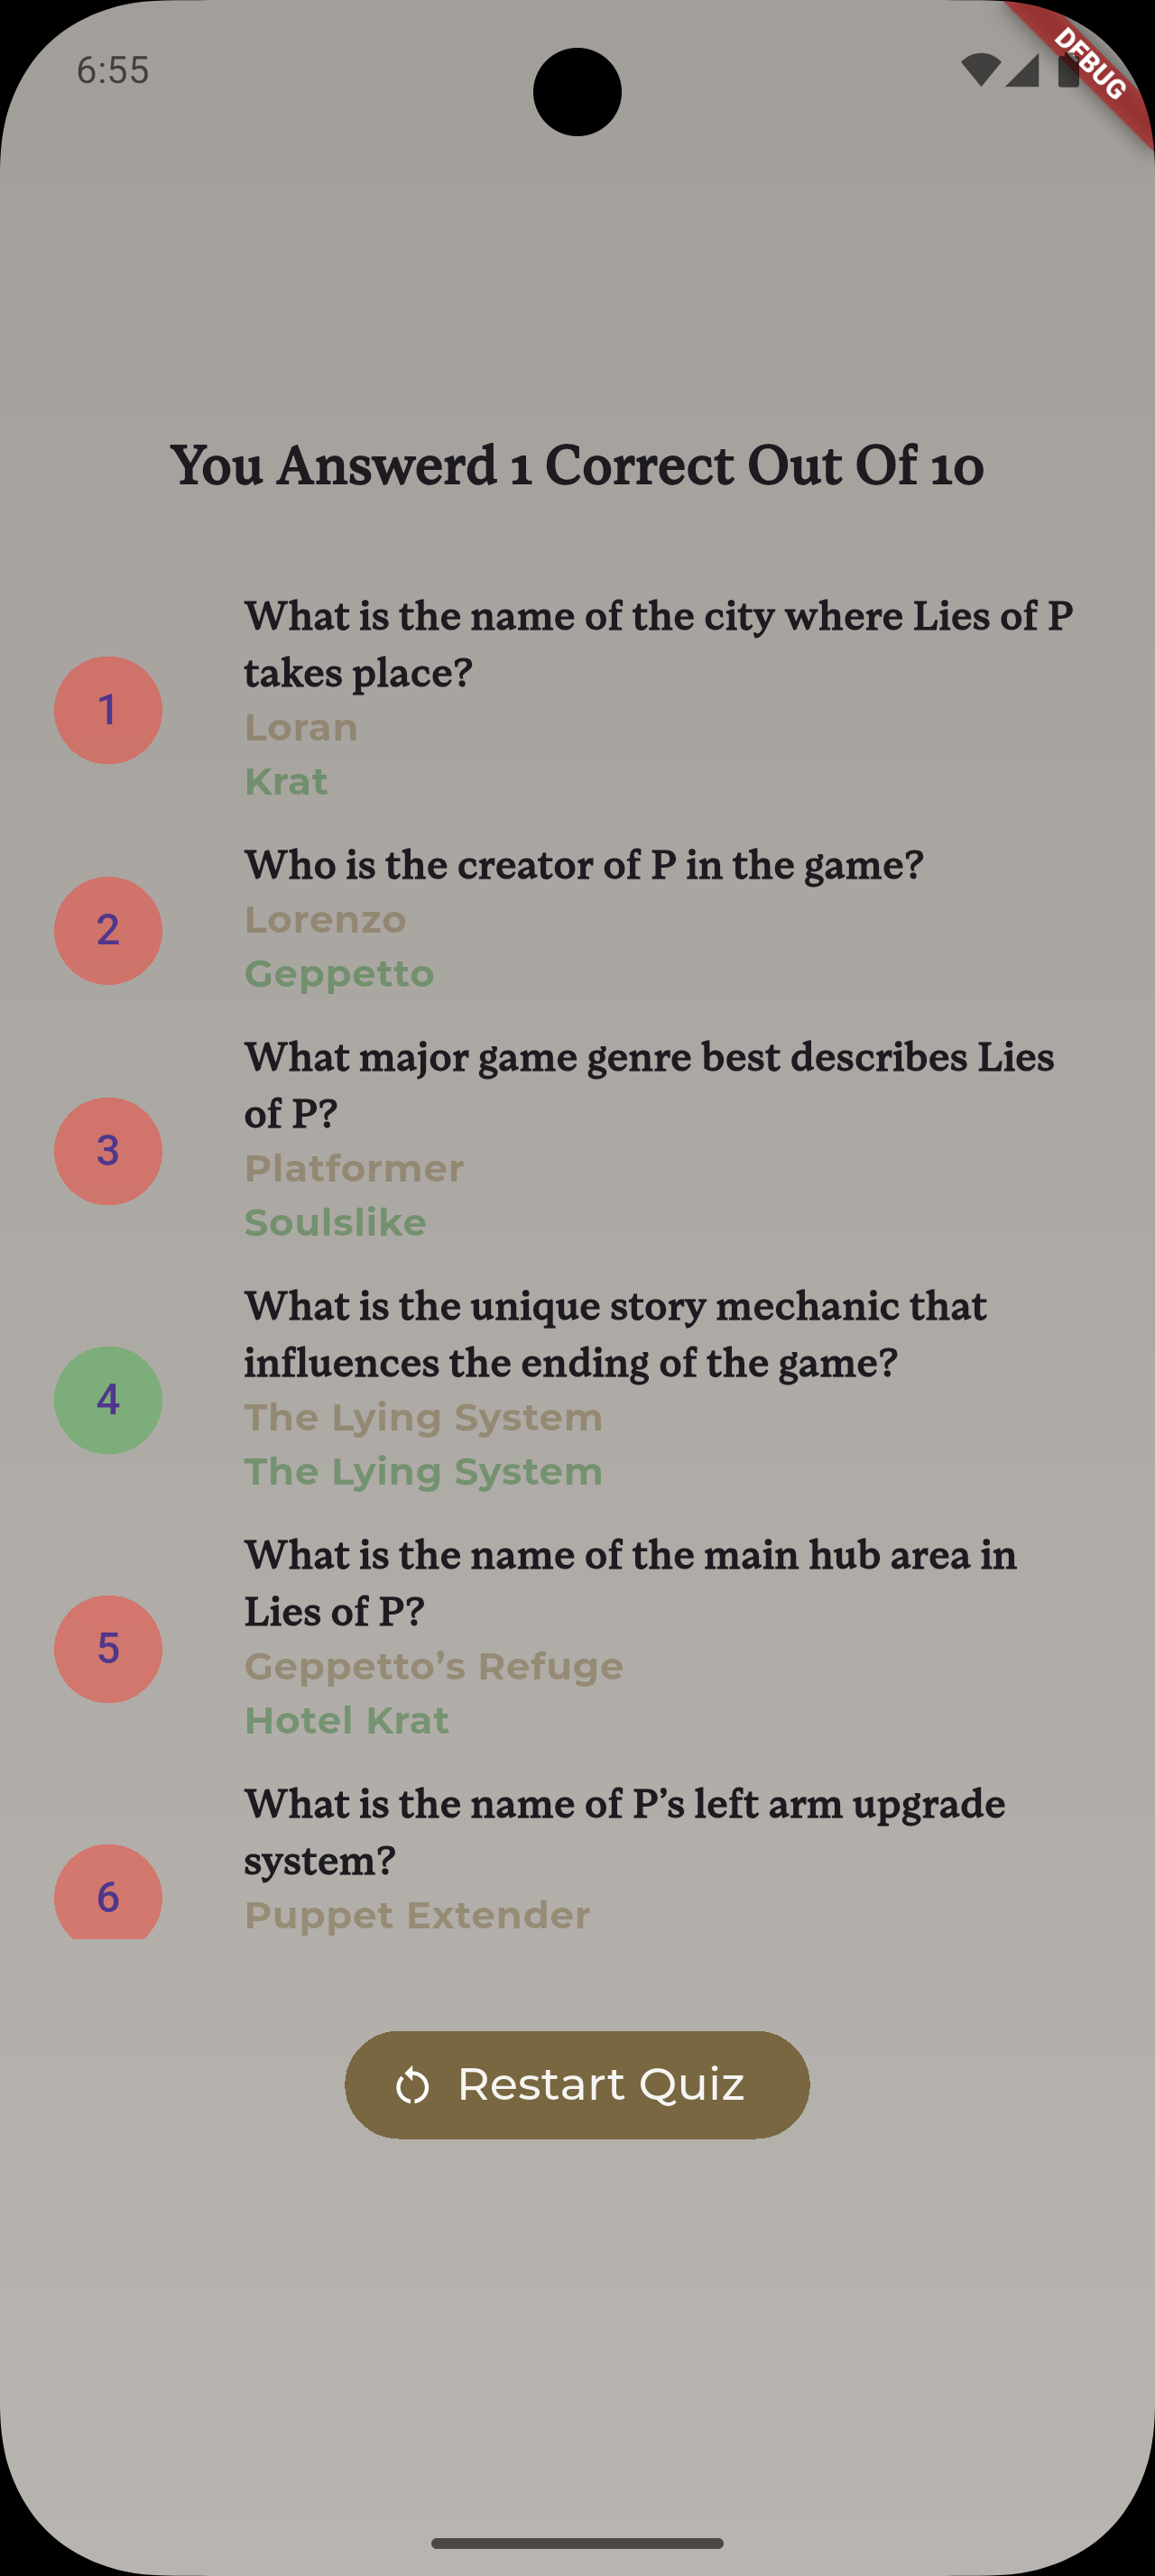 6:55
DEBUG
You Answerd 1 Correct Out Of 10
What is the name of the city where Lies of P
takes place?
1
Loran
Krat
Who is the creator of P in the game?
2
Lorenzo
Geppetto
What major game genre best describes Lies
of P?
3
Platformer
Soulslike
What is the unique story mechanic that
influences the ending of the game?
4
The Lying System
The Lying System
What is the name of the main hub area in
Lies of P?
5
Geppetto’s Refuge
Hotel Krat
What is the name of P’s left arm upgrade
system?
6
Puppet Extender
Restart Quiz